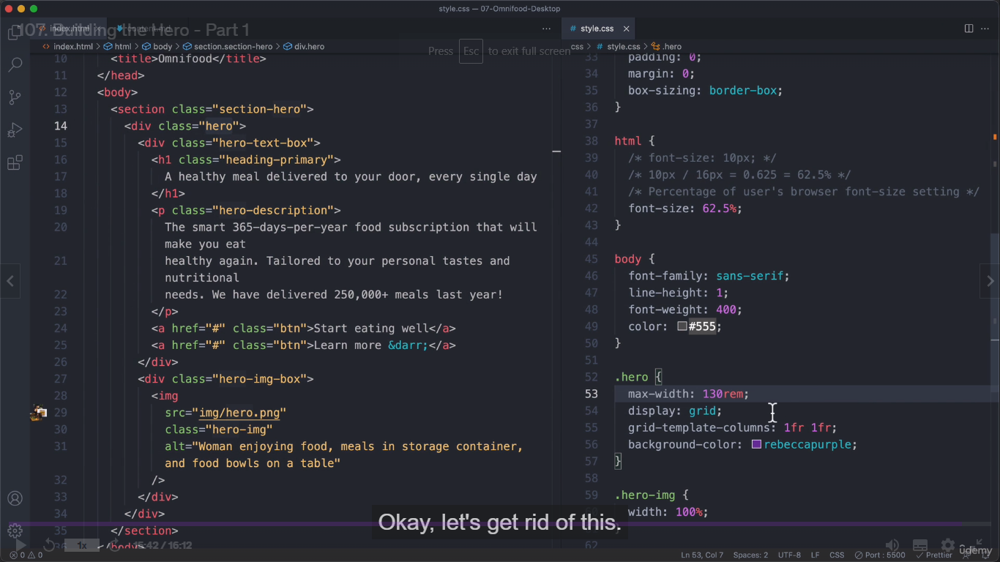 style.css — 07-Omnifood-Desktop
107. Building the Hero - Part 1
index.html
style.css
index.html > html > body > section.section-hero > div.hero
Press Esc to exit full screen
css > style.css > .hero
10 <title>Omnifood</title>
11 </head>
12 <body>
13 <section class="section-hero">
14 <div class="hero">
15 <div class="hero-text-box">
16 <h1 class="heading-primary">
17 A healthy meal delivered to your door, every single day
18 </h1>
19 <p class="hero-description">
20 The smart 365-days-per-year food subscription that will
make you eat
21 healthy again. Tailored to your personal tastes and
nutritional
22 needs. We have delivered 250,000+ meals last year!
23 </p>
24 <a href="#" class="btn">Start eating well</a>
25 <a href="#" class="btn">Learn more &darr;</a>
26 </div>
27 <div class="hero-img-box">
28 <img
29 src="img/hero.png"
30 class="hero-img"
31 alt="Woman enjoying food, meals in storage container,
and food bowls on a table"
32 />
33 </div>
34 </div>
35 </section>
36 </body>
33 padding: 0;
34 margin: 0;
35 box-sizing: border-box;
36 }
37
38 html {
39 /* font-size: 10px; */
40 /* 10px / 16px = 0.625 = 62.5% */
41 /* Percentage of user's browser font-size setting */
42 font-size: 62.5%;
43 }
44
45 body {
46 font-family: sans-serif;
47 line-height: 1;
48 font-weight: 400;
49 color: #555;
50 }
51
52 .hero {
53 max-width: 130rem;
54 display: grid;
55 grid-template-columns: 1fr 1fr;
56 background-color: rebeccapurple;
57 }
58
59 .hero-img {
60 width: 100%;
62
Okay, let's get rid of this.
1x
15:42 / 16:12
0 0
Ln 53, Col 7 Spaces: 2 UTF-8 LF CSS Port : 5500 Prettier
udemy